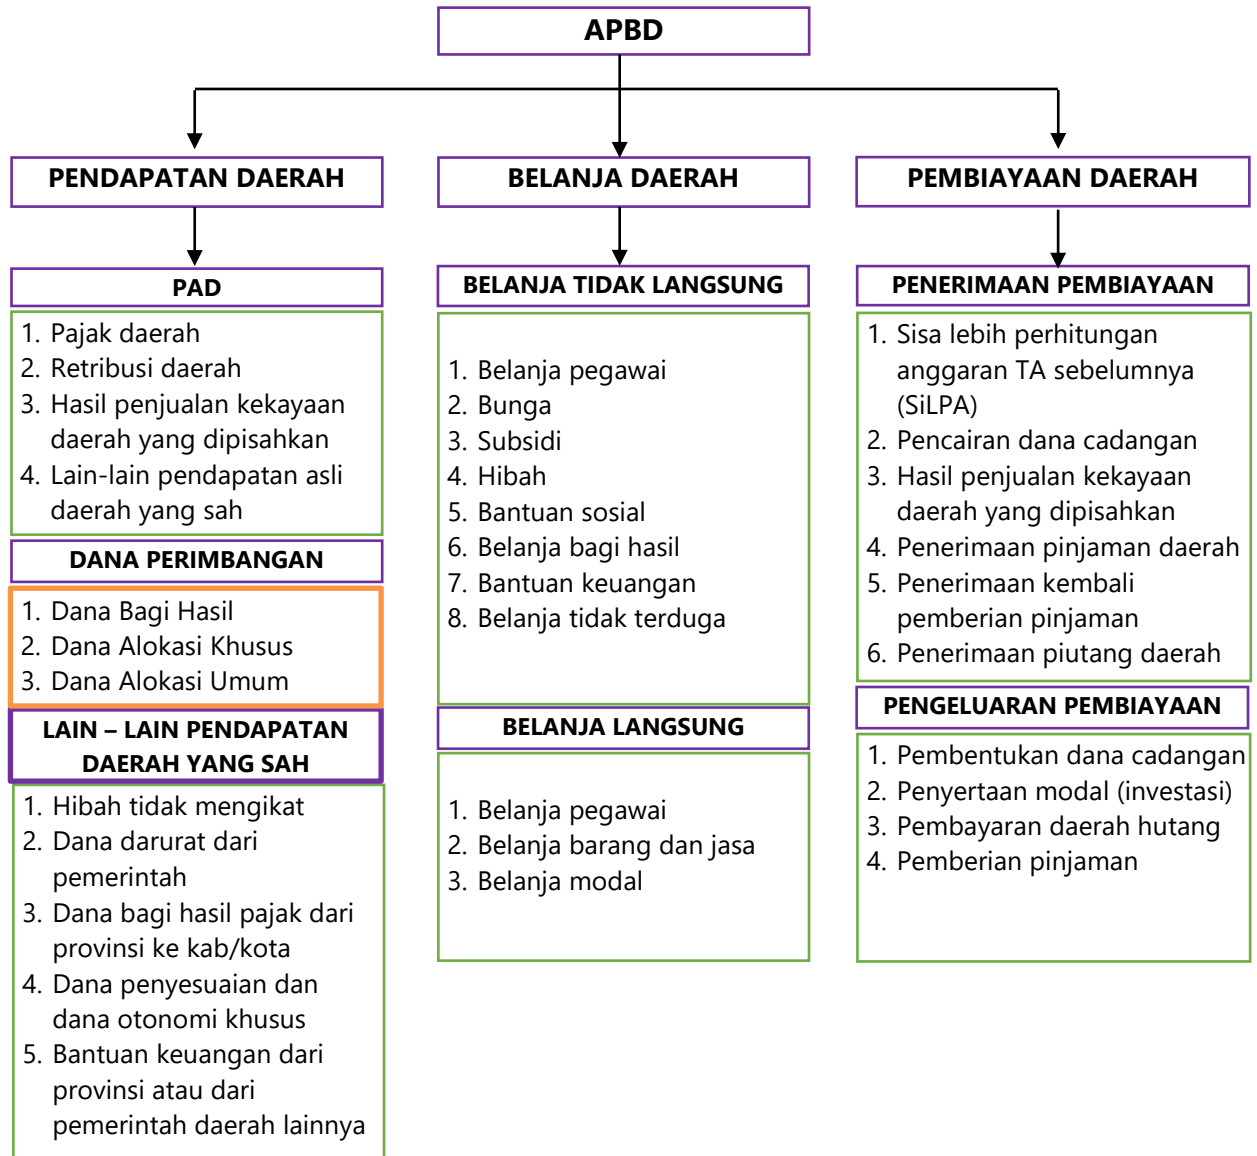 APBD
PENDAPATAN DAERAH
PAD
1. Pajak daerah
2. Retribusi daerah
3. Hasil penjualan kekayaan
daerah yang dipisahkan
4. Lain-lain pendapatan asli
daerah yang sah
DANA PERIMBANGAN
1. Dana Bagi Hasil
2. Dana Alokasi Khusus
3. Dana Alokasi Umum
LAIN – LAIN PENDAPATAN
DAERAH YANG SAH
1. Hibah tidak mengikat
2. Dana darurat dari
pemerintah
3. Dana bagi hasil pajak dari
provinsi ke kab/kota
4. Dana penyesuaian dan
dana otonomi khusus
5. Bantuan keuangan dari
provinsi atau dari
pemerintah daerah lainnya
BELANJA DAERAH
BELANJA TIDAK LANGSUNG
1. Belanja pegawai
2. Bunga
3. Subsidi
4. Hibah
5. Bantuan sosial
6. Belanja bagi hasil
7. Bantuan keuangan
8. Belanja tidak terduga
BELANJA LANGSUNG
1. Belanja pegawai
2. Belanja barang dan jasa
3. Belanja modal
PEMBIAYAAN DAERAH
PENERIMAAN PEMBIAYAAN
1. Sisa lebih perhitungan
anggaran TA sebelumnya
(SiLPA)
2. Pencairan dana cadangan
3. Hasil penjualan kekayaan
daerah yang dipisahkan
4. Penerimaan pinjaman daerah
5. Penerimaan kembali
pemberian pinjaman
6. Penerimaan piutang daerah
PENGELUARAN PEMBIAYAAN
1. Pembentukan dana cadangan
2. Penyertaan modal (investasi)
3. Pembayaran daerah hutang
4. Pemberian pinjaman